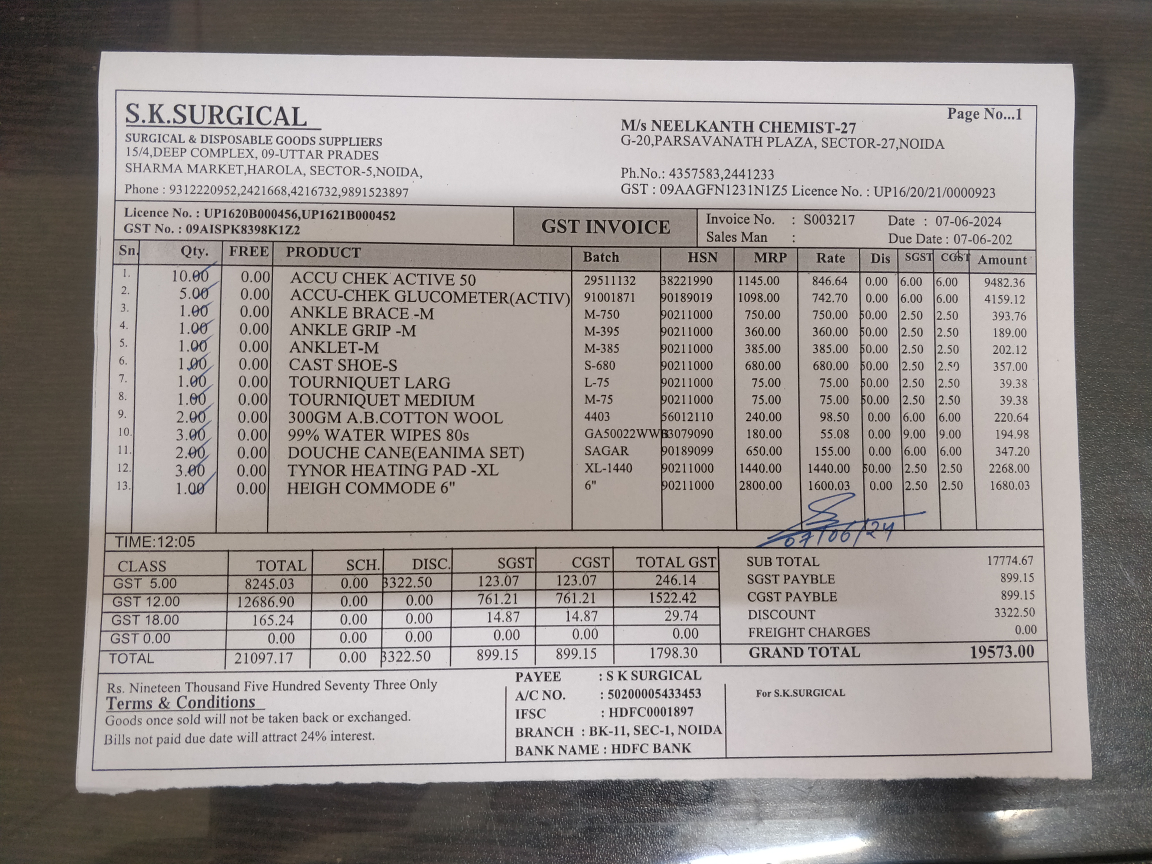 Page No...1
S.K.SURGICAL
SURGICAL & DISPOSABLE GOODS SUPPLIERS
15/4,DEEP COMPLEX, 09-UTTAR PRADES
SHARMA MARKET,HAROLA, SECTOR-5,NOIDA,
Phone : 9312220952,2421668,4216732,9891523897
M/s NEELKANTH CHEMIST-27
G-20,PARSAVANATH PLAZA, SECTOR-27,NOIDA
Ph.No.: 4357583,2441233
GST : 09AAGFN1231N1Z5 Licence No. : UP16/20/21/0000923
Licence No. : UP1620B000456,UP1621B000452
GST No. : 09AISPK8398K1Z2
GST INVOICE
Invoice No. : S003217 Date : 07-06-2024
Sales Man : Due Date : 07-06-202
Sn. Qty. FREE PRODUCT Batch HSN MRP Rate Dis SGST CGST Amount
1. 10.00 0.00 ACCU CHEK ACTIVE 50 29511132 38221990 1145.00 846.64 0.00 6.00 6.00 9482.36
2. 5.00 0.00 ACCU-CHEK GLUCOMETER(ACTIV) 91001871 90189019 1098.00 742.70 0.00 6.00 6.00 4159.12
3. 1.00 0.00 ANKLE BRACE -M M-750 90211000 750.00 750.00 50.00 2.50 2.50 393.76
4. 1.00 0.00 ANKLE GRIP -M M-395 90211000 360.00 360.00 50.00 2.50 2.50 189.00
5. 1.00 0.00 ANKLET-M M-385 90211000 385.00 385.00 50.00 2.50 2.50 202.12
6. 1.00 0.00 CAST SHOE-S S-680 90211000 680.00 680.00 50.00 2.50 2.50 357.00
7. 1.00 0.00 TOURNIQUET LARG L-75 90211000 75.00 75.00 50.00 2.50 2.50 39.38
8. 1.00 0.00 TOURNIQUET MEDIUM M-75 90211000 75.00 75.00 50.00 2.50 2.50 39.38
9. 2.00 0.00 300GM A.B.COTTON WOOL 4403 56012110 240.00 98.50 0.00 6.00 6.00 220.64
10. 3.00 0.00 99% WATER WIPES 80s GA50022WWB 83079090 180.00 55.08 0.00 9.00 9.00 194.98
11. 2.00 0.00 DOUCHE CANE(EANIMA SET) SAGAR 90189099 650.00 155.00 0.00 6.00 6.00 347.20
12. 3.00 0.00 TYNOR HEATING PAD -XL XL-1440 90211000 1440.00 1440.00 50.00 2.50 2.50 2268.00
13. 1.00 0.00 HEIGH COMMODE 6" 6" 90211000 2800.00 1600.03 0.00 2.50 2.50 1680.03
07/06/24
TIME:12:05
CLASS TOTAL SCH. DISC. SGST CGST TOTAL GST
GST 5.00 8245.03 0.00 3322.50 123.07 123.07 246.14
GST 12.00 12686.90 0.00 0.00 761.21 761.21 1522.42
GST 18.00 165.24 0.00 0.00 14.87 14.87 29.74
GST 0.00 0.00 0.00 0.00 0.00 0.00 0.00
TOTAL 21097.17 0.00 3322.50 899.15 899.15 1798.30
SUB TOTAL 17774.67
SGST PAYBLE 899.15
CGST PAYBLE 899.15
DISCOUNT 3322.50
FREIGHT CHARGES 0.00
GRAND TOTAL 19573.00
Rs. Nineteen Thousand Five Hundred Seventy Three Only
Terms & Conditions
Goods once sold will not be taken back or exchanged.
Bills not paid due date will attract 24% interest.
PAYEE : S K SURGICAL
A/C NO. : 50200005433453
IFSC : HDFC0001897
BRANCH : BK-11, SEC-1, NOIDA
BANK NAME : HDFC BANK
For S.K.SURGICAL